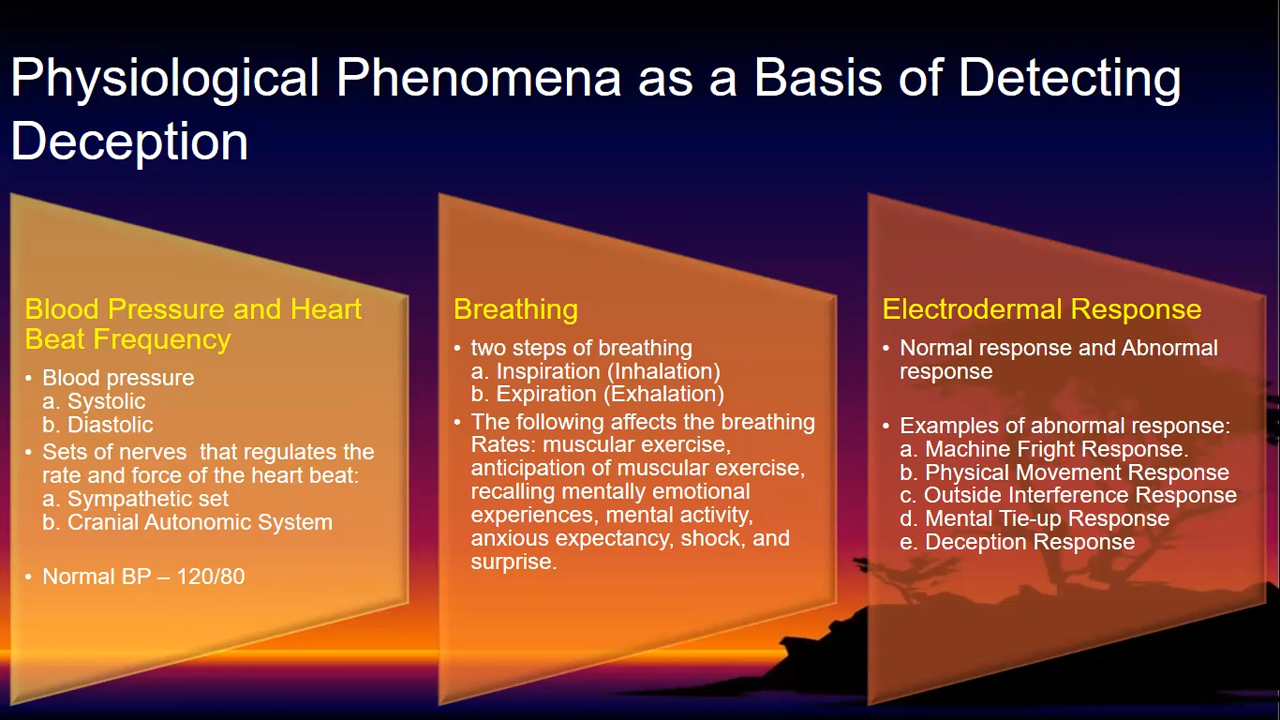 Physiological Phenomena as a Basis of Detecting
Deception
Blood Pressure and Heart
Beat Frequency
• Blood pressure
a. Systolic
b. Diastolic
• Sets of nerves  that regulates the
rate and force of the heart beat:
a. Sympathetic set
b. Cranial Autonomic System
• Normal BP – 120/80
Breathing
• two steps of breathing
a. Inspiration (Inhalation)
b. Expiration (Exhalation)
• The following affects the breathing
Rates: muscular exercise,
anticipation of muscular exercise,
recalling mentally emotional
experiences, mental activity,
anxious expectancy, shock, and
surprise.
Electrodermal Response
• Normal response and Abnormal
response
• Examples of abnormal response:
a. Machine Fright Response.
b. Physical Movement Response
c. Outside Interference Response
d. Mental Tie-up Response
e. Deception Response